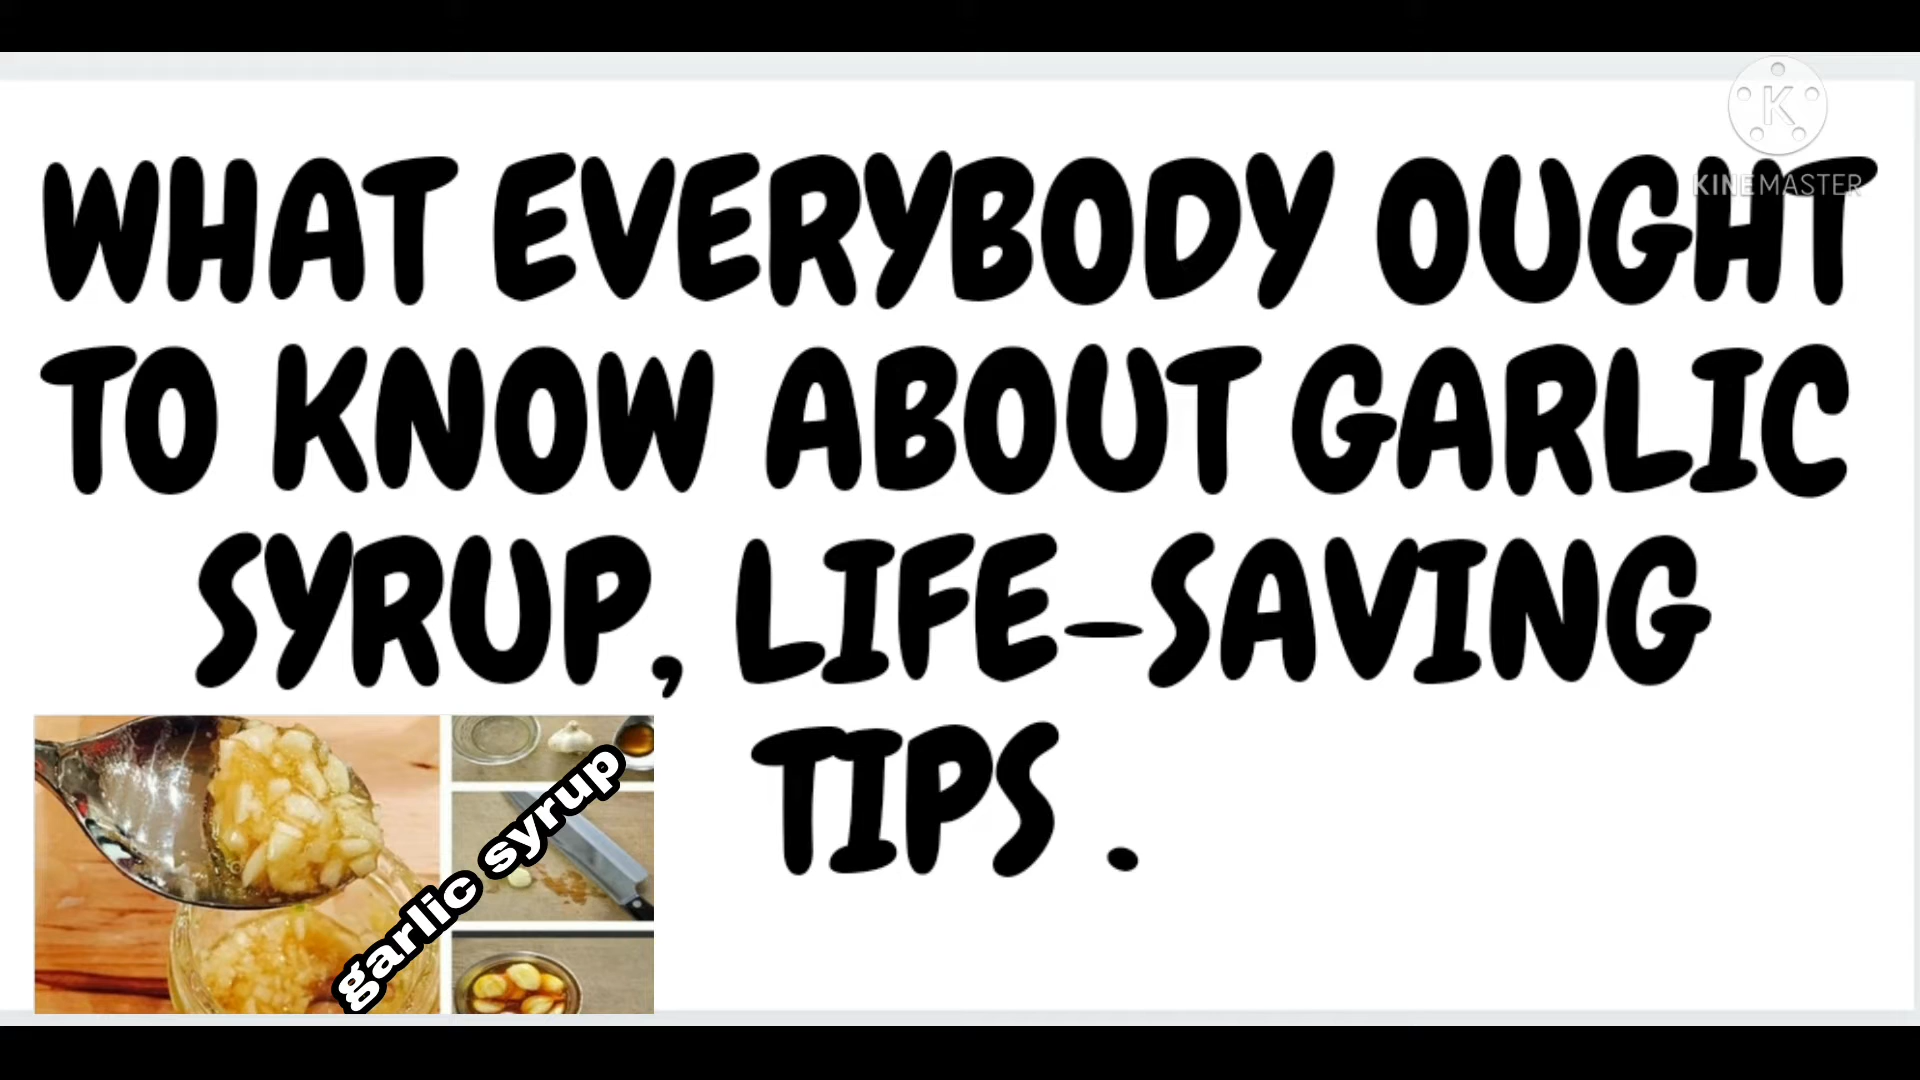 K
KINEMASTER
WHAT EVERYBODY OUGHT
TO KNOW ABOUT GARLIC
SYRUP, LIFE-SAVING
TIPS .
garlic syrup